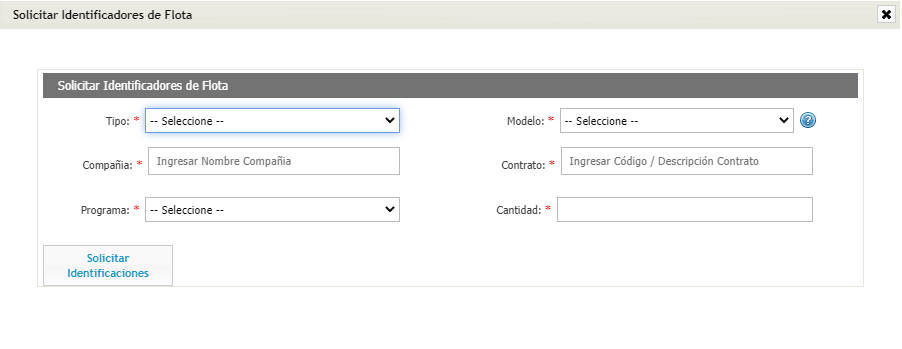 Solicitar Identificadores de Flota
Solicitar Identificadores de Flota
Tipo: * -- Seleccione --
Modelo: * -- Seleccione --
Compañia: * Ingresar Nombre Compañia
Contrato: * Ingresar Código / Descripción Contrato
Programa: * -- Seleccione --
Cantidad: *
Solicitar
Identificaciones